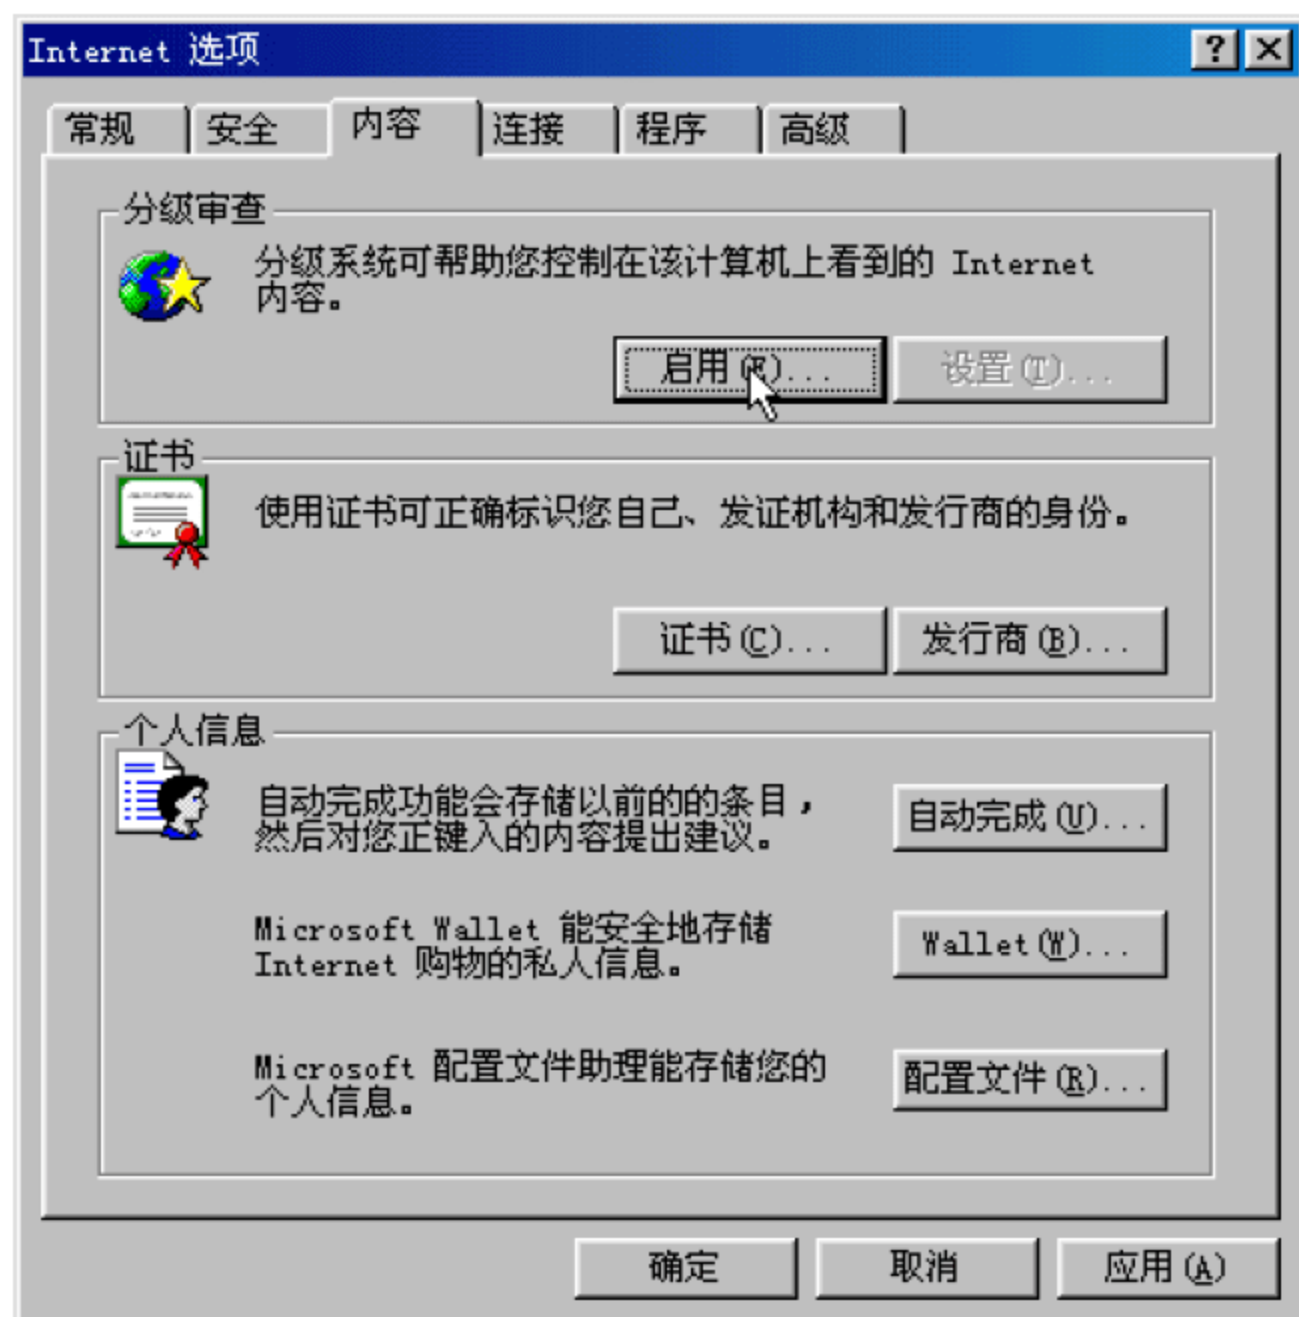 Internet 选项
常规 安全 内容 连接 程序 高级
分级审查
分级系统可帮助您控制在该计算机上看到的 Internet
内容。
启用(E)... 设置(T)...
证书
使用证书可正确标识您自己、发证机构和发行商的身份。
证书(C)... 发行商(B)...
个人信息
自动完成功能会存储以前的的条目，
然后对您正键入的内容提出建议。
自动完成(U)...
Microsoft Wallet 能安全地存储
Internet 购物的私人信息。
Wallet(W)...
Microsoft 配置文件助理能存储您的
个人信息。
配置文件(R)...
确定 取消 应用(A)